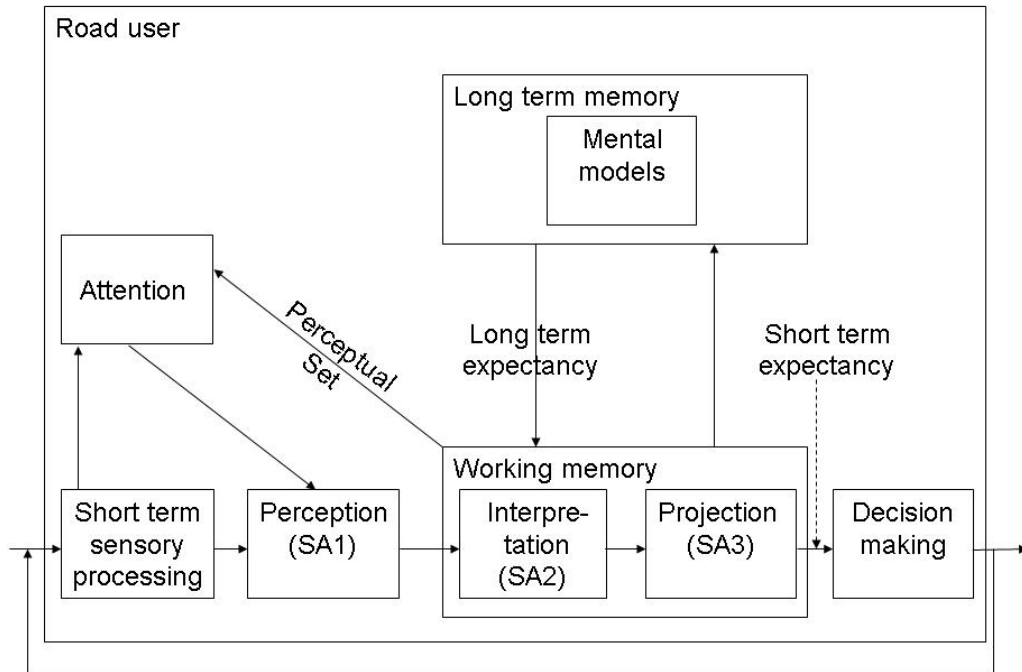 Road user
Long term memory
Mental
models
Attention
Perceptual
Set
Long term
expectancy
Short term
expectancy
Working memory
Short term
sensory
processing
Perception
(SA1)
Interpre-
tation
(SA2)
Projection
(SA3)
Decision
making